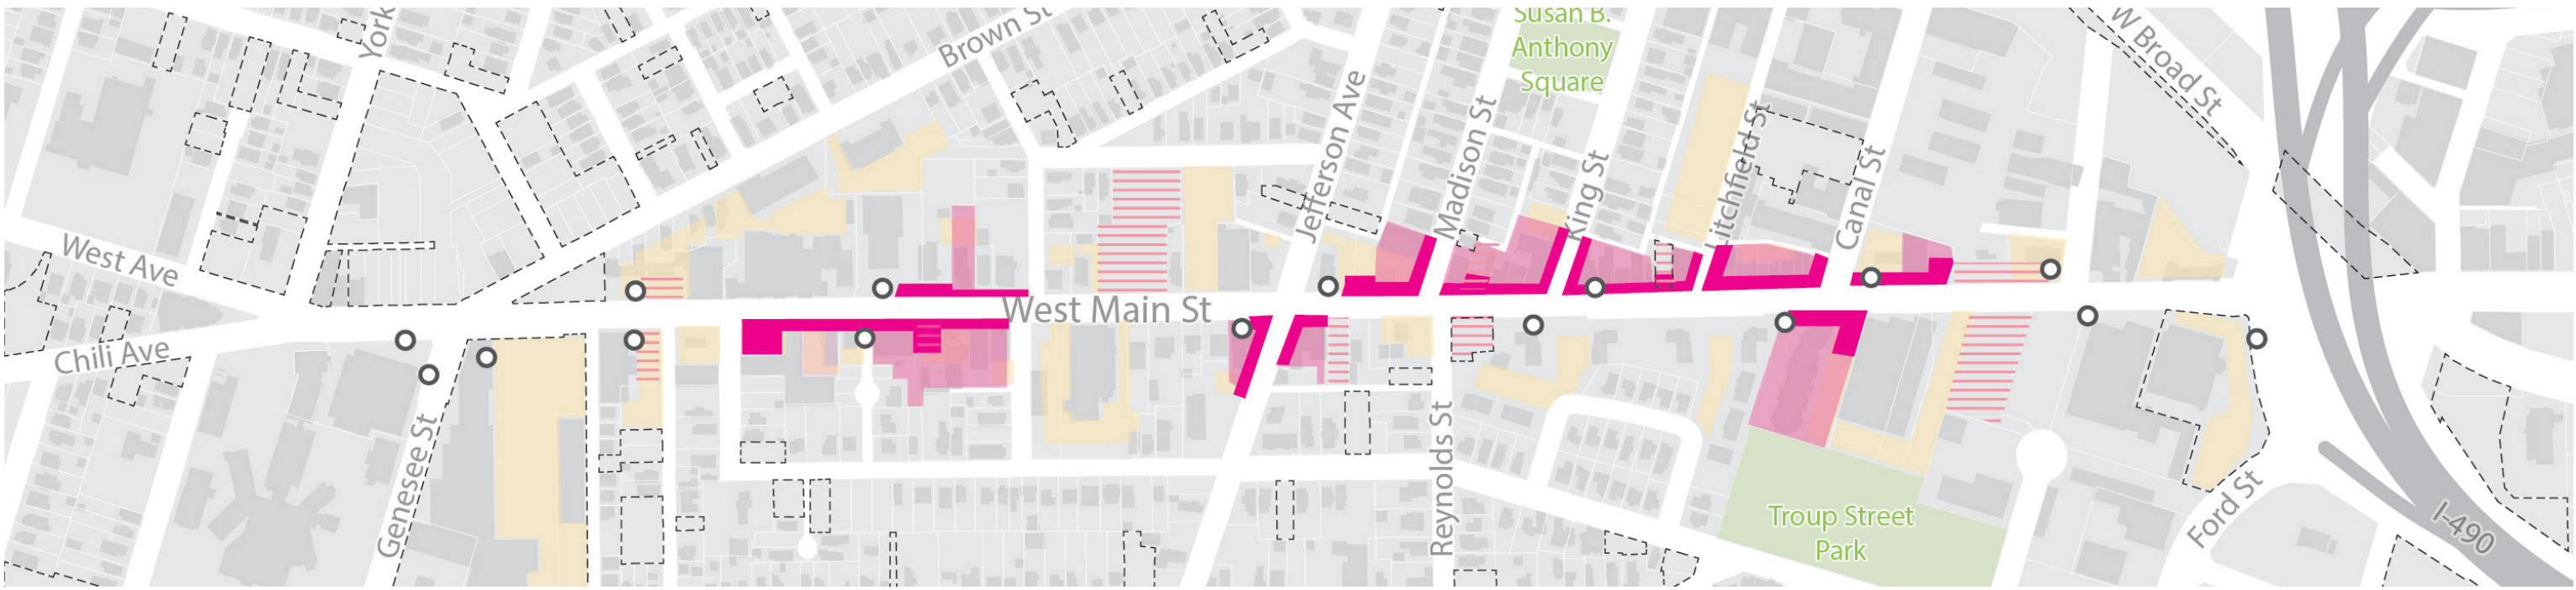 York
Brown St
Susan B.
Anthony
Square
W Broad St
Jefferson Ave
Madison St
King St
Litchfield St
Canal St
West Ave
Chili Ave
West Main St
Genesee St
Reynolds St
Troup Street
Park
Ford St
I-490